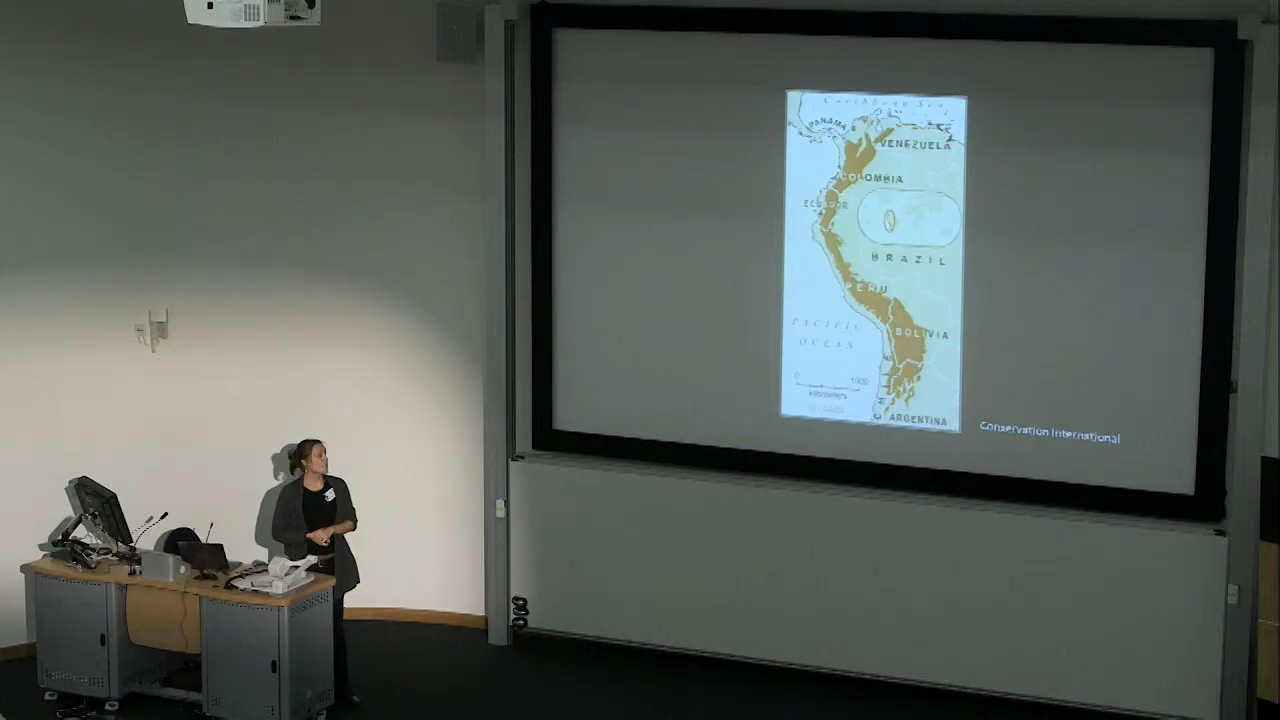 Caribbean Sea
PANAMA
VENEZUELA
COLOMBIA
ECUADOR
BRAZIL
PERU
BOLIVIA
PACIFIC
OCEAN
0 1000
kilometers
ARGENTINA
Conservation International